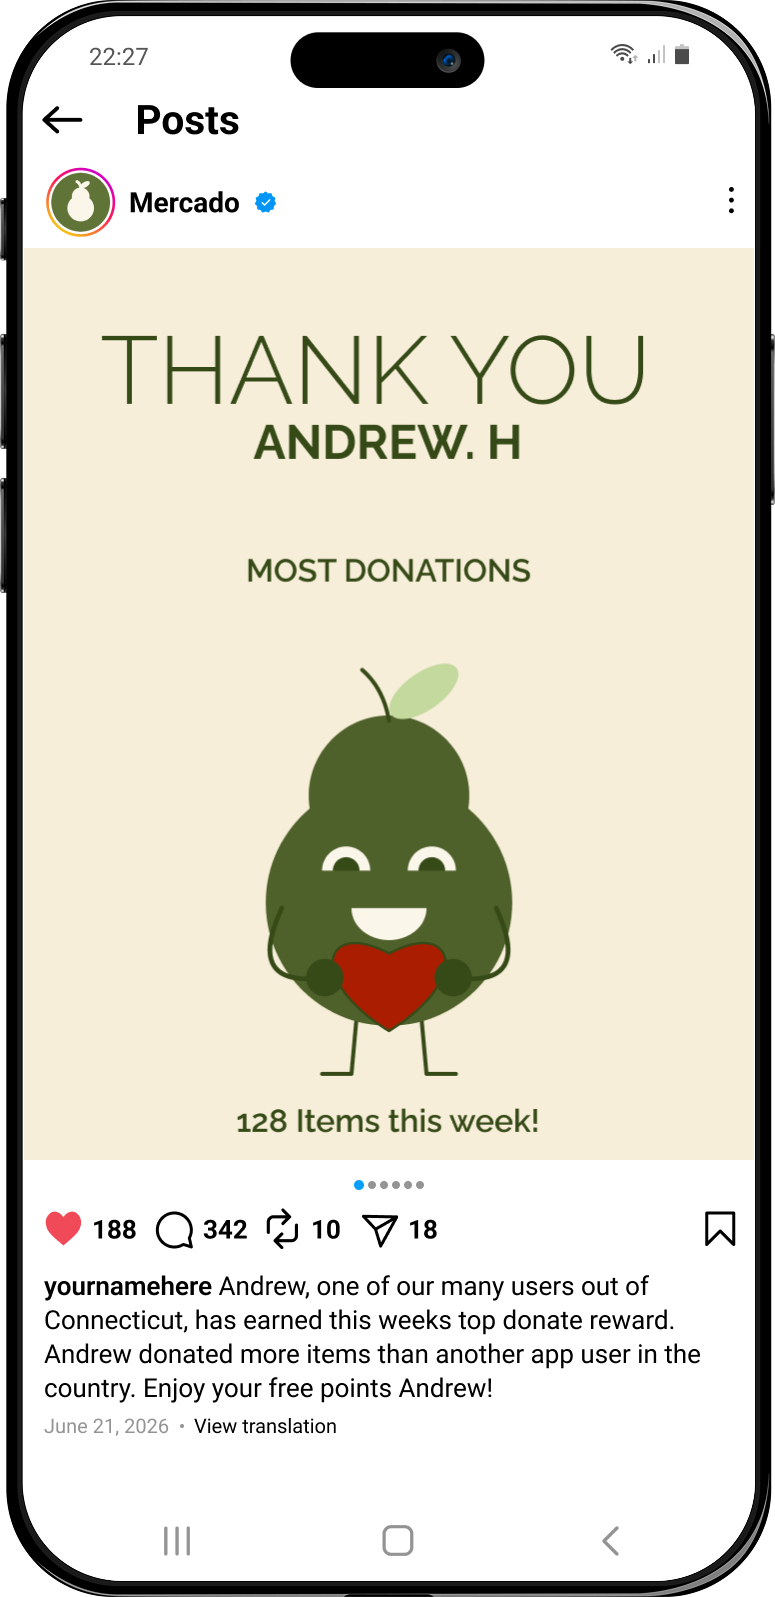 22:27
Posts
Mercado
THANK YOU
ANDREW. H
MOST DONATIONS
128 Items this week!
188 342 10 18
yournamehere Andrew, one of our many users out of
Connecticut, has earned this weeks top donate reward.
Andrew donated more items than another app user in the
country. Enjoy your free points Andrew!
June 21, 2026 • View translation